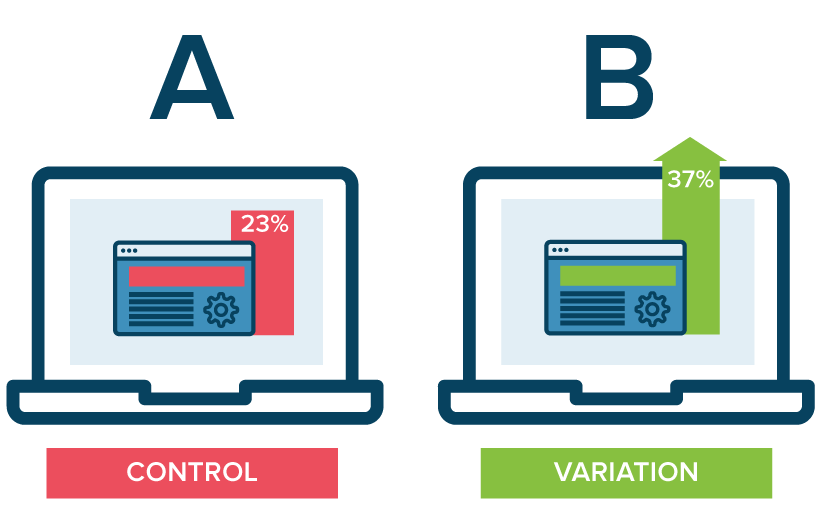 A
B
23%
37%
CONTROL
VARIATION